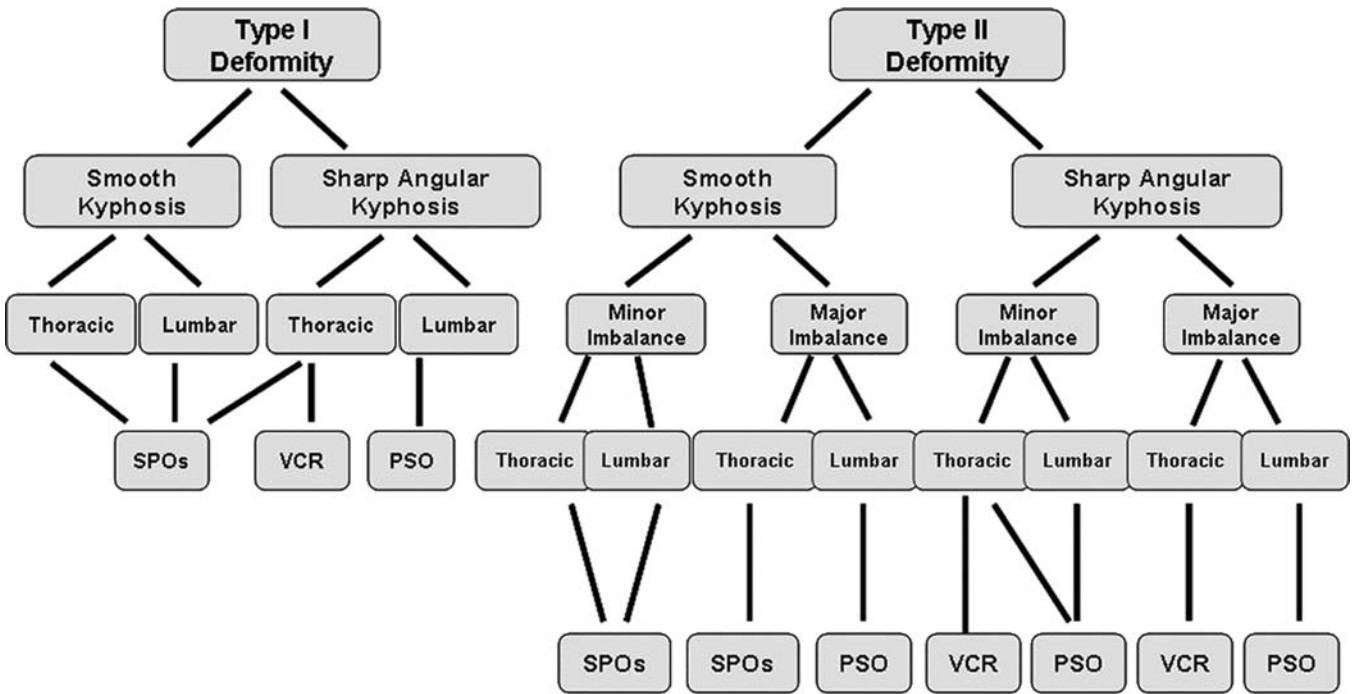 Type I
Deformity
Type II
Deformity
Smooth
Kyphosis
Sharp Angular
Kyphosis
Smooth
Kyphosis
Sharp Angular
Kyphosis
Thoracic
Lumbar
Thoracic
Lumbar
Minor
Imbalance
Major
Imbalance
Minor
Imbalance
Major
Imbalance
SPOs
VCR
PSO
Thoracic
Lumbar
Thoracic
Lumbar
Thoracic
Lumbar
Thoracic
Lumbar
SPOs
SPOs
PSO
VCR
PSO
VCR
PSO